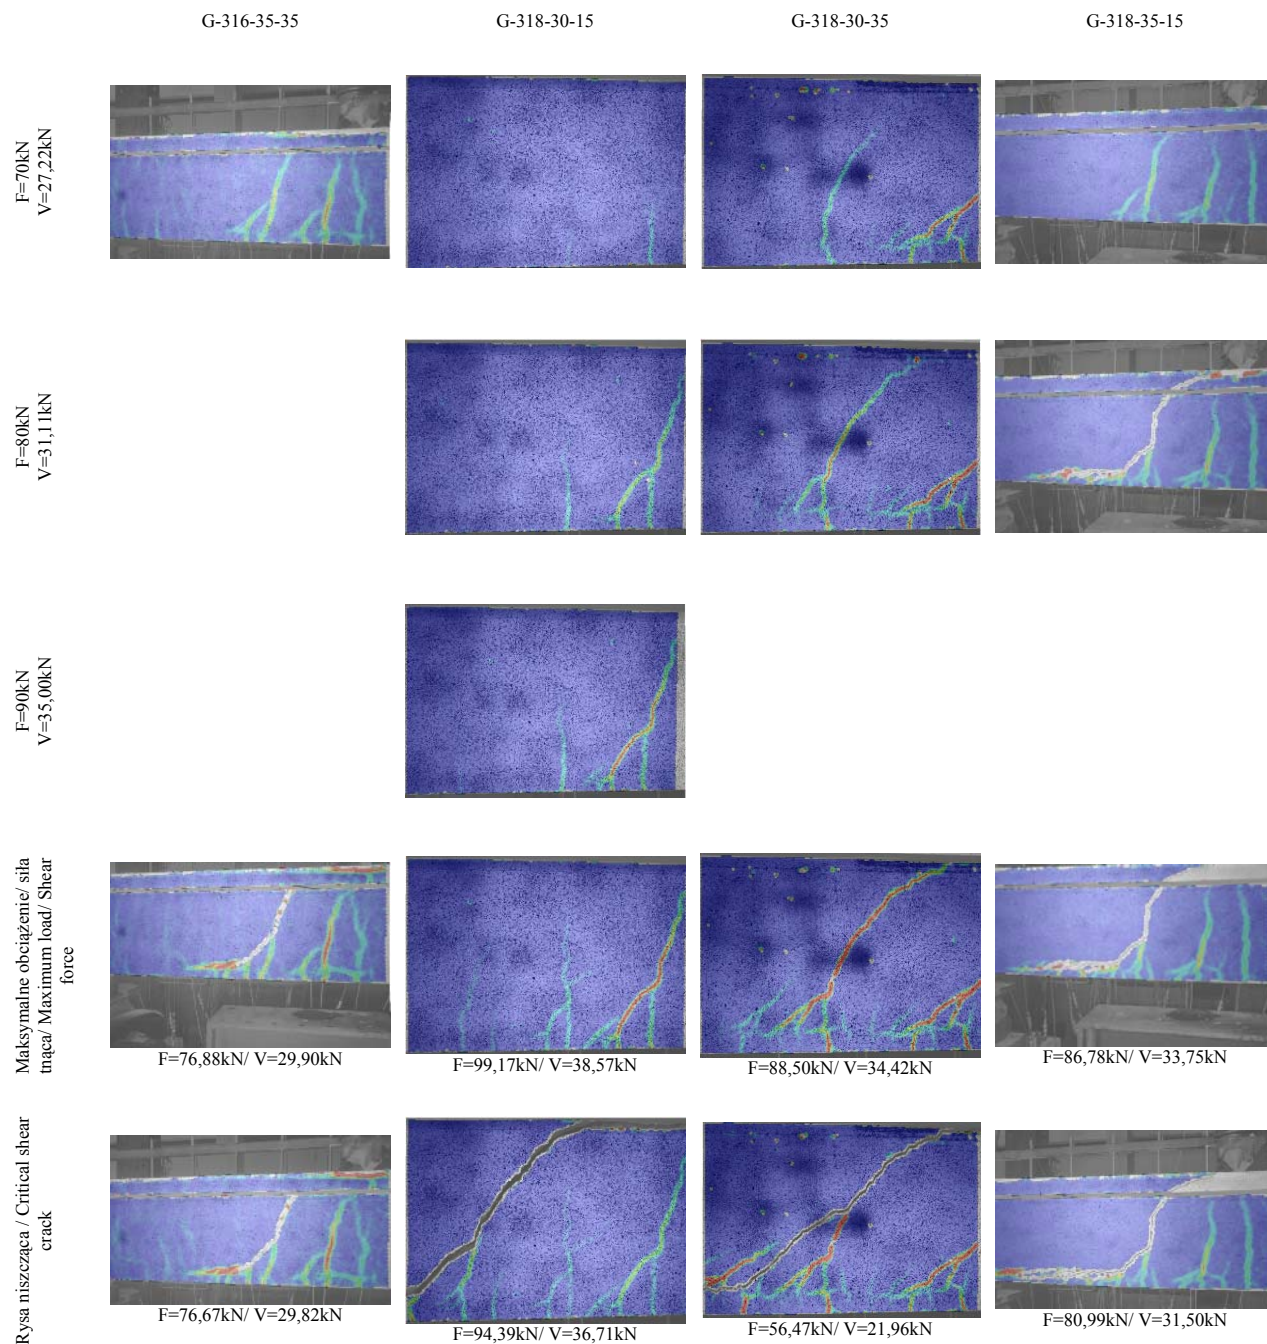 G-316-35-35
G-318-30-15
G-318-30-35
G-318-35-15
F=70kN
V=27,22kN
F=80kN
V=31,11kN
F=90kN
V=35,00kN
Maksymalne obciążenie/ siła
tnąca/ Maximum load/ Shear
force
F=76,88kN/ V=29,90kN
F=99,17kN/ V=38,57kN
F=88,50kN/ V=34,42kN
F=86,78kN/ V=33,75kN
Rysa niszcząca / Critical shear
crack
F=76,67kN/ V=29,82kN
F=94,39kN/ V=36,71kN
F=56,47kN/ V=21,96kN
F=80,99kN/ V=31,50kN